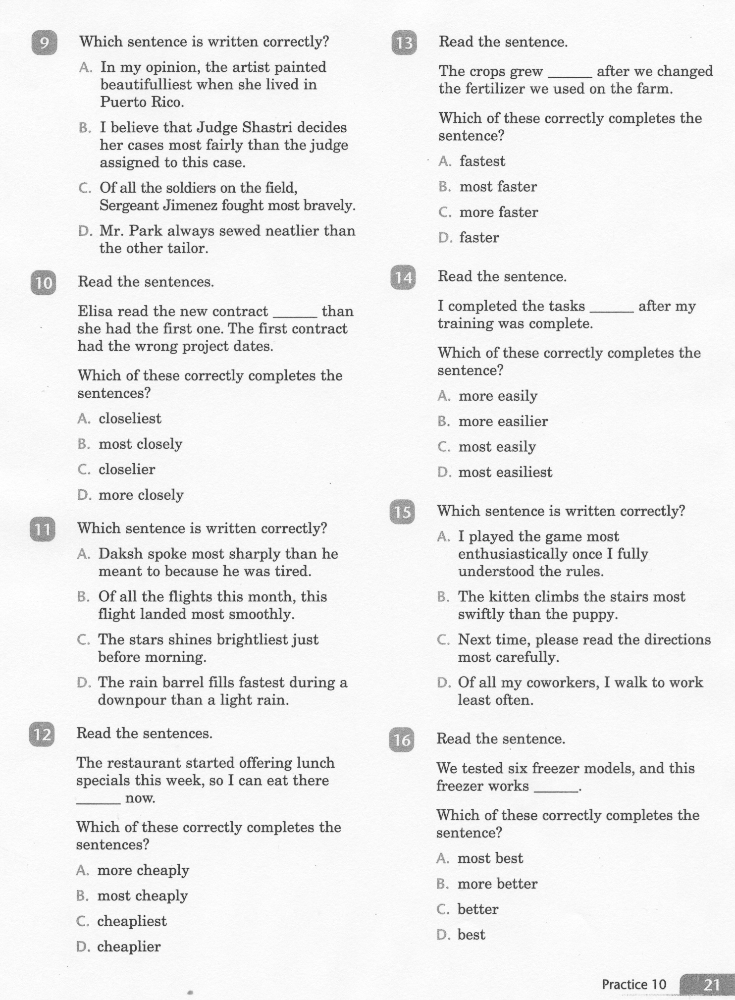 9 Which sentence is written correctly?
A. In my opinion, the artist painted
beautifulliest when she lived in
Puerto Rico.
B. I believe that Judge Shastri decides
her cases most fairly than the judge
assigned to this case.
C. Of all the soldiers on the field,
Sergeant Jimenez fought most bravely.
D. Mr. Park always sewed neatlier than
the other tailor.
10 Read the sentences.
Elisa read the new contract ______ than
she had the first one. The first contract
had the wrong project dates.
Which of these correctly completes the
sentences?
A. closeliest
B. most closely
C. closelier
D. more closely
11 Which sentence is written correctly?
A. Daksh spoke most sharply than he
meant to because he was tired.
B. Of all the flights this month, this
flight landed most smoothly.
C. The stars shines brightliest just
before morning.
D. The rain barrel fills fastest during a
downpour than a light rain.
12 Read the sentences.
The restaurant started offering lunch
specials this week, so I can eat there
______ now.
Which of these correctly completes the
sentences?
A. more cheaply
B. most cheaply
C. cheapliest
D. cheaplier
13 Read the sentence.
The crops grew ______ after we changed
the fertilizer we used on the farm.
Which of these correctly completes the
sentence?
A. fastest
B. most faster
C. more faster
D. faster
14 Read the sentence.
I completed the tasks ______ after my
training was complete.
Which of these correctly completes the
sentence?
A. more easily
B. more easilier
C. most easily
D. most easiliest
15 Which sentence is written correctly?
A. I played the game most
enthusiastically once I fully
understood the rules.
B. The kitten climbs the stairs most
swiftly than the puppy.
C. Next time, please read the directions
most carefully.
D. Of all my coworkers, I walk to work
least often.
16 Read the sentence.
We tested six freezer models, and this
freezer works ______.
Which of these correctly completes the
sentence?
A. most best
B. more better
C. better
D. best
Practice 10 21